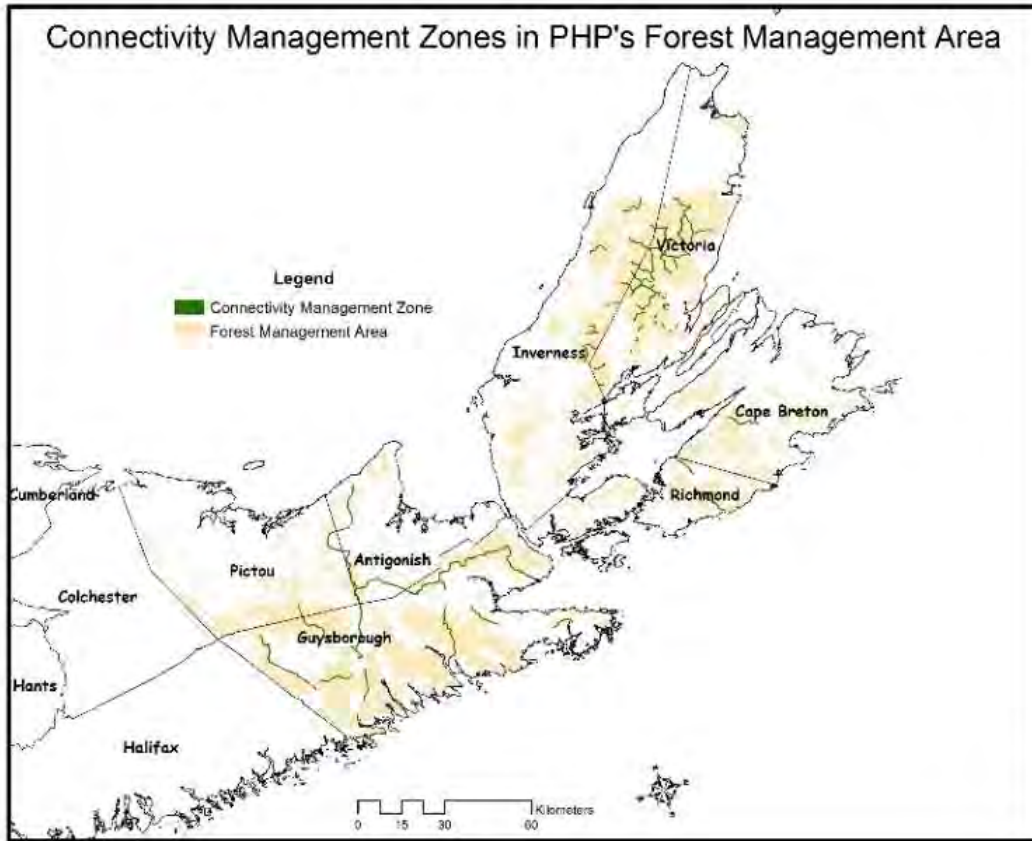 Connectivity Management Zones in PHP's Forest Management Area
Victoria
Legend
Connectivity Management Zone
Forest Management Area
Inverness
Cape Breton
Cumberland
Richmond
Antigonish
Pictou
Colchester
Guysborough
Hants
Halifax
Kilometers
0 15 30 60